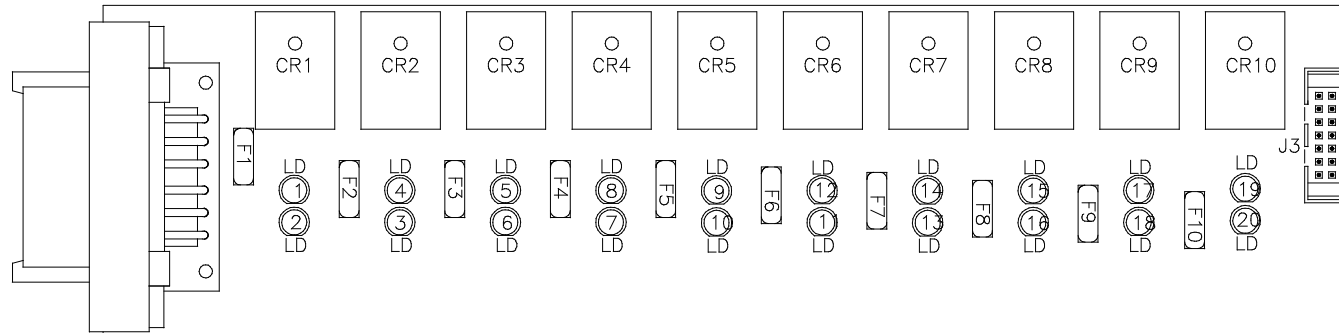 CR1 CR2 CR3 CR4 CR5 CR6 CR7 CR8 CR9 CR10
J3
F1 F2 F3 F4 F5 F6 F7 F8 F9 F10
LD LD LD LD LD LD LD LD LD LD
1 4 5 8 9 12 14 15 17 19
2 3 6 7 10 11 13 16 18 20
LD LD LD LD LD LD LD LD LD LD